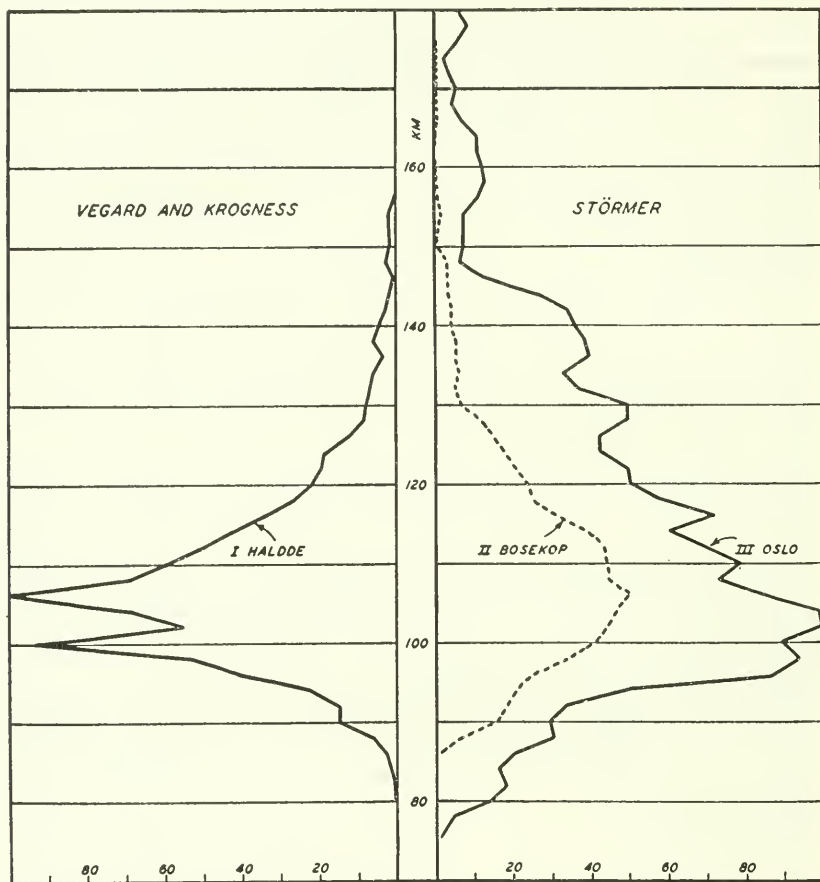 KM
160
VEGARD AND KROGNESS
STÖRMER
140
120
I HALDDE
II BOSEKOP
III OSLO
100
80
80 60 40 20
20 40 60 80